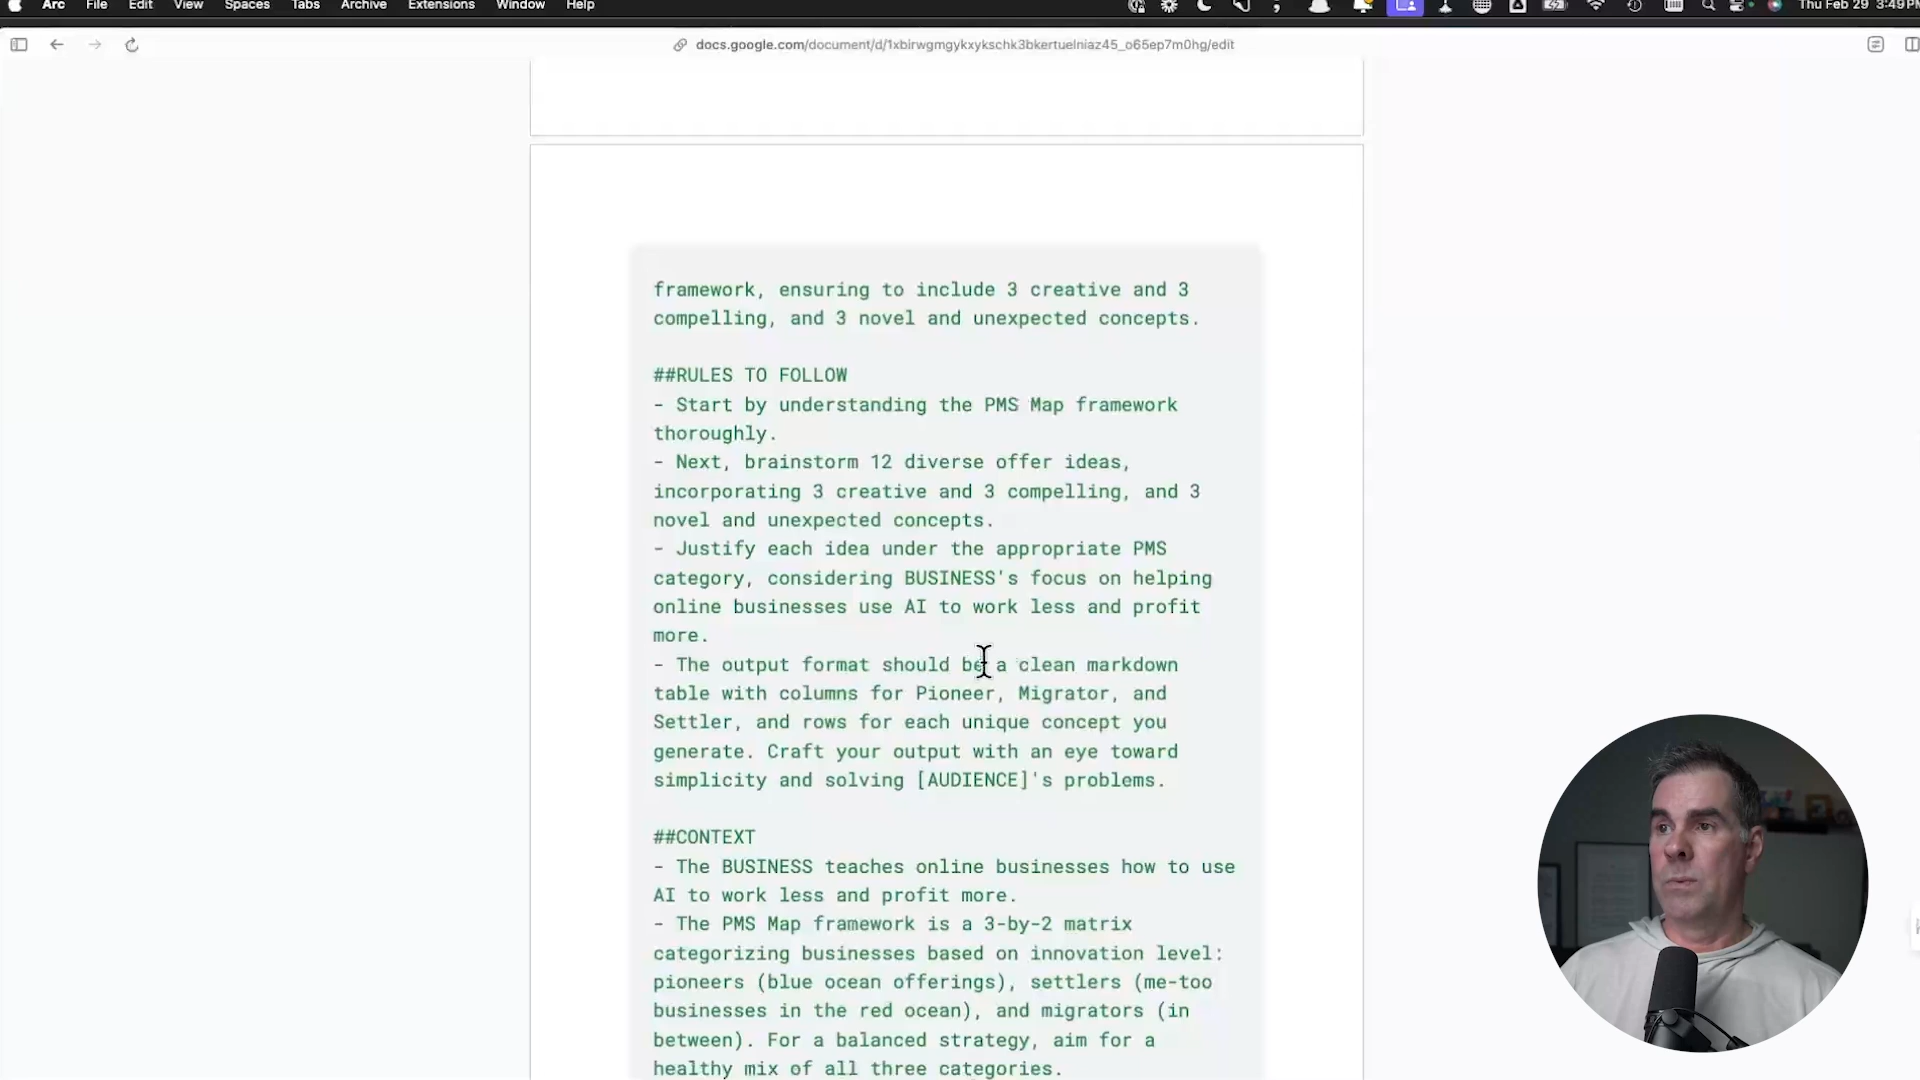 Arc File Edit View Spaces Tabs Archive Extensions Window Help Thu Feb 29 3:49PM
docs.google.com/document/d/1xbirwgmgykxykschk3bkertuelniaz45_o65ep7m0hg/edit
framework, ensuring to include 3 creative and 3
compelling, and 3 novel and unexpected concepts.
##RULES TO FOLLOW
- Start by understanding the PMS Map framework
thoroughly.
- Next, brainstorm 12 diverse offer ideas,
incorporating 3 creative and 3 compelling, and 3
novel and unexpected concepts.
- Justify each idea under the appropriate PMS
category, considering BUSINESS's focus on helping
online businesses use AI to work less and profit
more.
- The output format should be a clean markdown
table with columns for Pioneer, Migrator, and
Settler, and rows for each unique concept you
generate. Craft your output with an eye toward
simplicity and solving [AUDIENCE]'s problems.
##CONTEXT
- The BUSINESS teaches online businesses how to use
AI to work less and profit more.
- The PMS Map framework is a 3-by-2 matrix
categorizing businesses based on innovation level:
pioneers (blue ocean offerings), settlers (me-too
businesses in the red ocean), and migrators (in
between). For a balanced strategy, aim for a
healthy mix of all three categories.